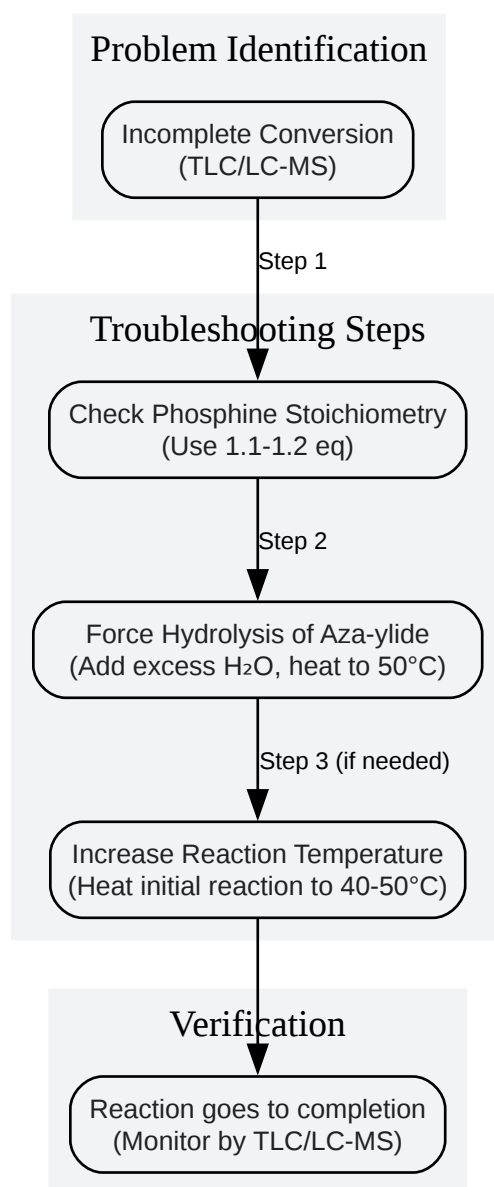 Problem Identification
Incomplete Conversion
(TLC/LC-MS)
Step 1
Troubleshooting Steps
Check Phosphine Stoichiometry
(Use 1.1-1.2 eq)
Step 2
Force Hydrolysis of Aza-ylide
(Add excess H₂O, heat to 50°C)
Step 3 (if needed)
Increase Reaction Temperature
(Heat initial reaction to 40-50°C)
Verification
Reaction goes to completion
(Monitor by TLC/LC-MS)